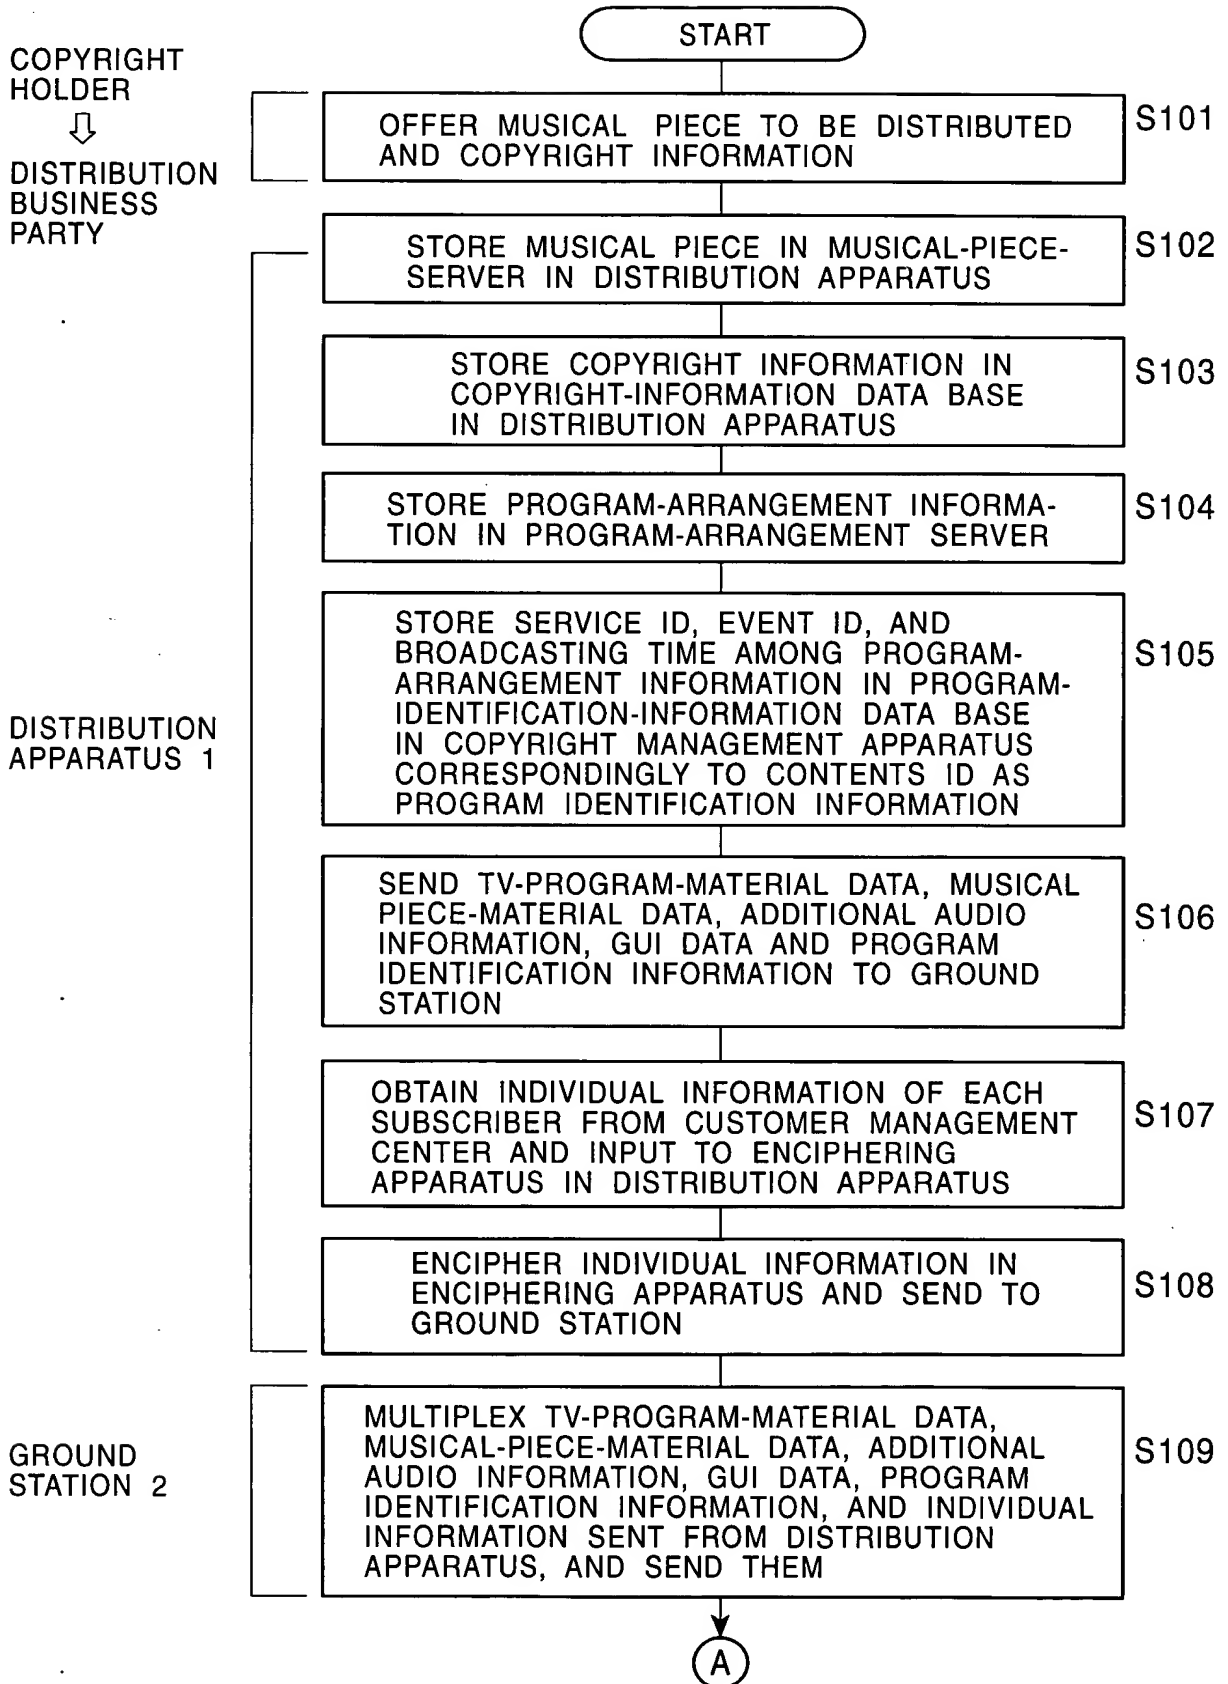 START
COPYRIGHT
HOLDER
⇩
DISTRIBUTION
BUSINESS
PARTY
OFFER MUSICAL PIECE TO BE DISTRIBUTED
AND COPYRIGHT INFORMATION
S101
STORE MUSICAL PIECE IN MUSICAL-PIECE-
SERVER IN DISTRIBUTION APPARATUS
S102
STORE COPYRIGHT INFORMATION IN
COPYRIGHT-INFORMATION DATA BASE
IN DISTRIBUTION APPARATUS
S103
STORE PROGRAM-ARRANGEMENT INFORMA-
TION IN PROGRAM-ARRANGEMENT SERVER
S104
DISTRIBUTION
APPARATUS 1
STORE SERVICE ID, EVENT ID, AND
BROADCASTING TIME AMONG PROGRAM-
ARRANGEMENT INFORMATION IN PROGRAM-
IDENTIFICATION-INFORMATION DATA BASE
IN COPYRIGHT MANAGEMENT APPARATUS
CORRESPONDINGLY TO CONTENTS ID AS
PROGRAM IDENTIFICATION INFORMATION
S105
SEND TV-PROGRAM-MATERIAL DATA, MUSICAL
PIECE-MATERIAL DATA, ADDITIONAL AUDIO
INFORMATION, GUI DATA AND PROGRAM
IDENTIFICATION INFORMATION TO GROUND
STATION
S106
OBTAIN INDIVIDUAL INFORMATION OF EACH
SUBSCRIBER FROM CUSTOMER MANAGEMENT
CENTER AND INPUT TO ENCIPHERING
APPARATUS IN DISTRIBUTION APPARATUS
S107
ENCIPHER INDIVIDUAL INFORMATION IN
ENCIPHERING APPARATUS AND SEND TO
GROUND STATION
S108
GROUND
STATION 2
MULTIPLEX TV-PROGRAM-MATERIAL DATA,
MUSICAL-PIECE-MATERIAL DATA, ADDITIONAL
AUDIO INFORMATION, GUI DATA, PROGRAM
IDENTIFICATION INFORMATION, AND INDIVIDUAL
INFORMATION SENT FROM DISTRIBUTION
APPARATUS, AND SEND THEM
S109
A